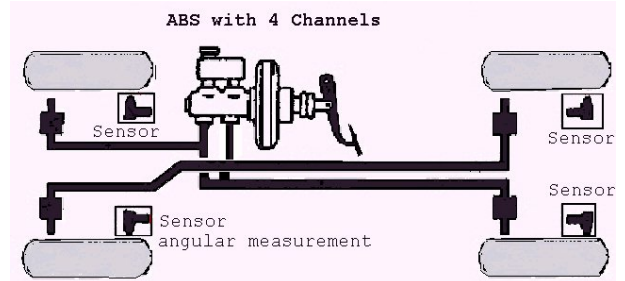 ABS with 4 Channels
Sensor
Sensor
Sensor
Sensor
angular measurement